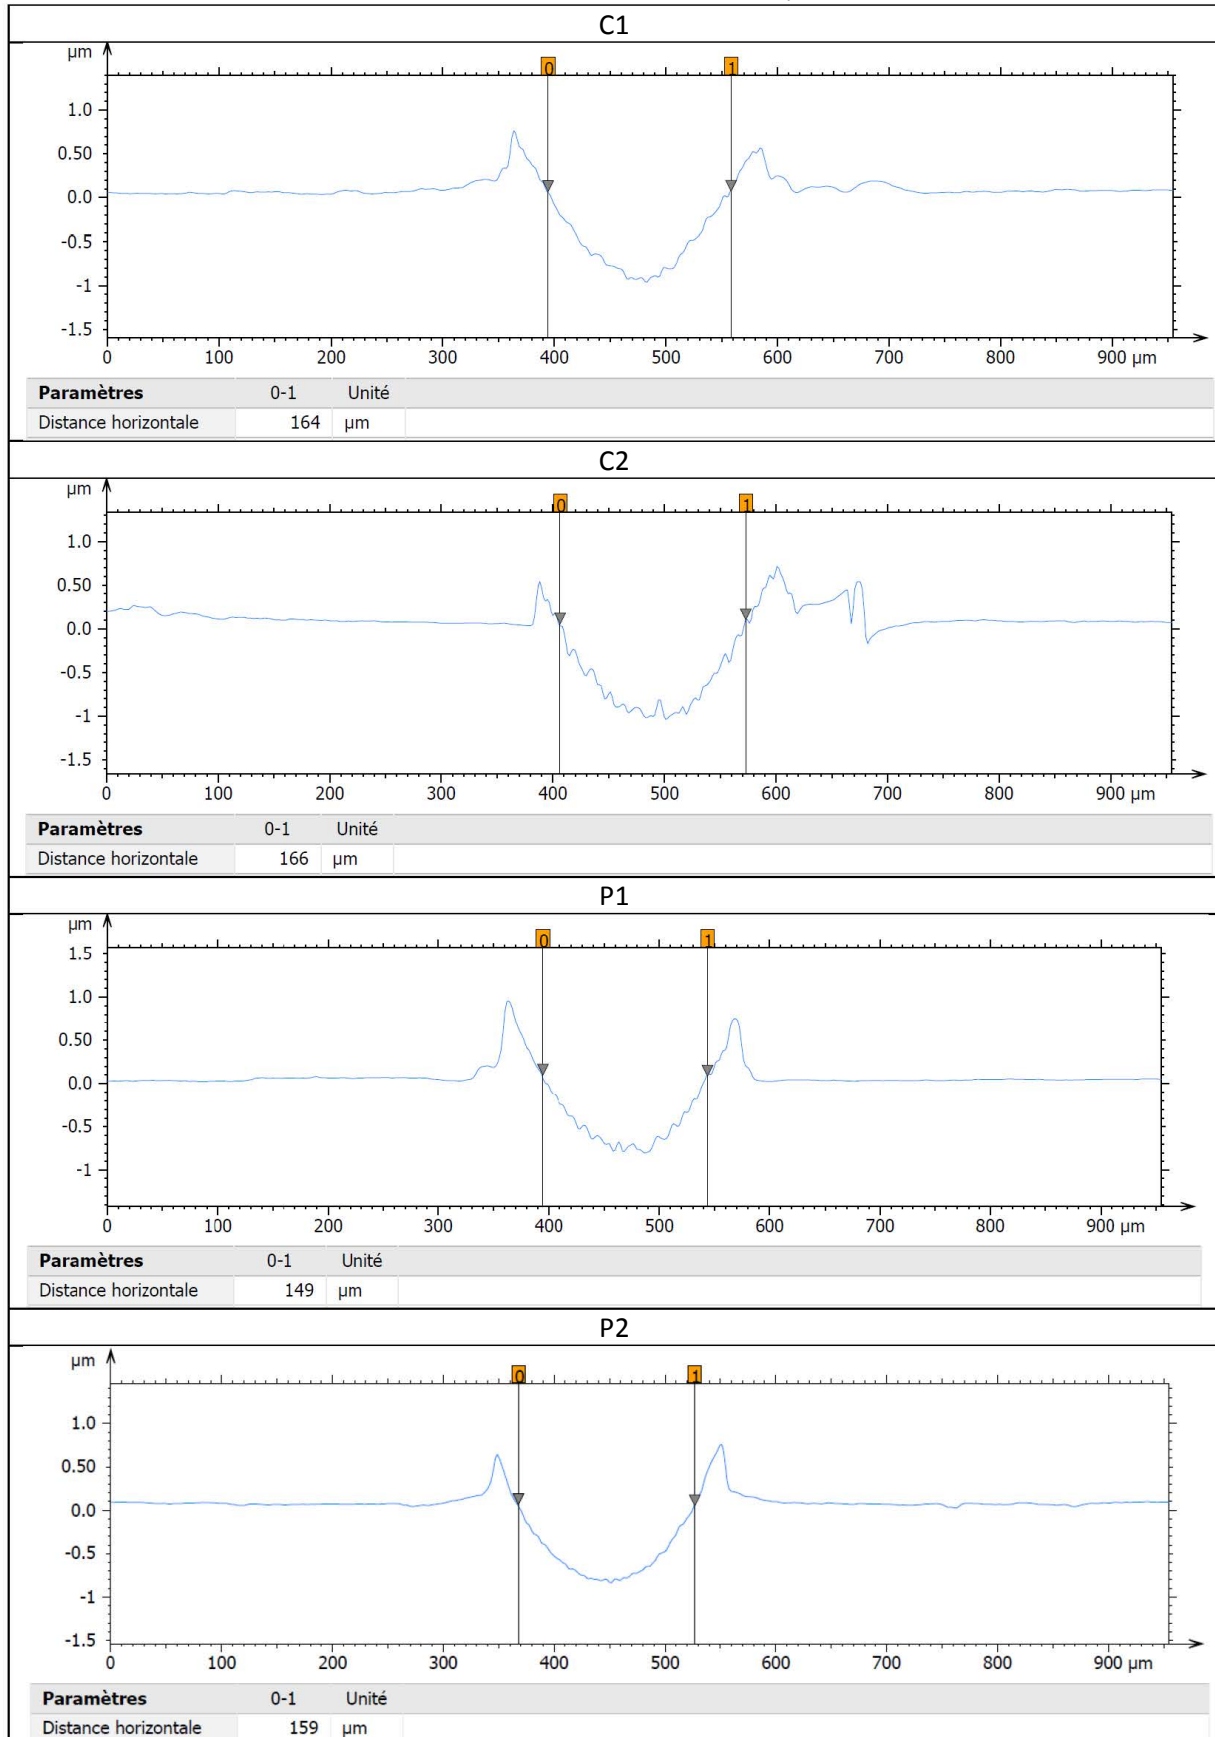 C1
µm
0 1
1.0
0.50
0.0
-0.5
-1
-1.5
0 100 200 300 400 500 600 700 800 900 µm
Paramètres 0-1 Unité
Distance horizontale 164 µm
C2
µm
0 1
1.0
0.50
0.0
-0.5
-1
-1.5
0 100 200 300 400 500 600 700 800 900 µm
Paramètres 0-1 Unité
Distance horizontale 166 µm
P1
µm
0 1
1.5
1.0
0.50
0.0
-0.5
-1
0 100 200 300 400 500 600 700 800 900 µm
Paramètres 0-1 Unité
Distance horizontale 149 µm
P2
µm
0 1
1.0
0.50
0.0
-0.5
-1
-1.5
0 100 200 300 400 500 600 700 800 900 µm
Paramètres 0-1 Unité
Distance horizontale 159 µm